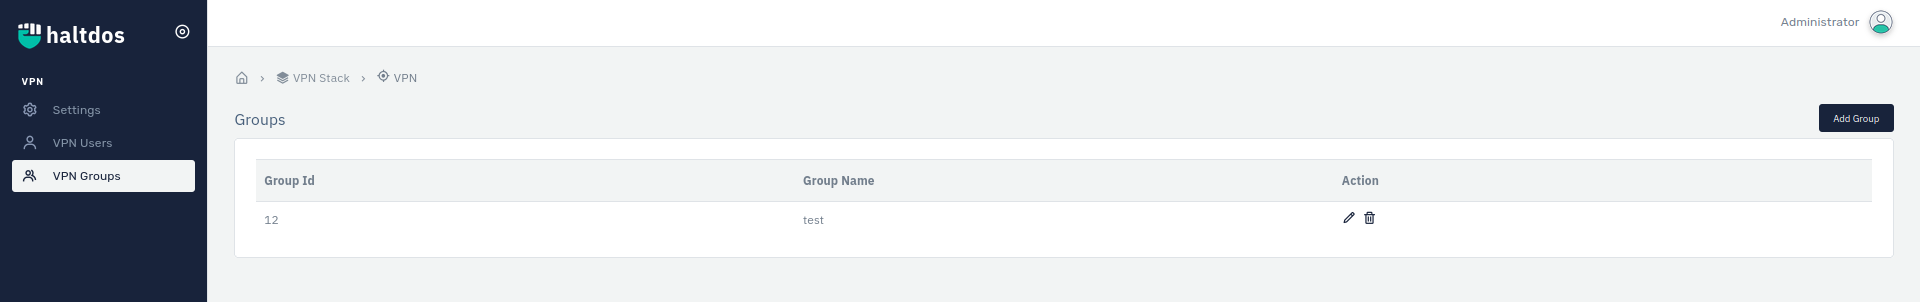 haltdos
Administrator
VPN
Settings
VPN Users
VPN Groups
VPN Stack
VPN
Groups
Add Group
Group Id Group Name Action
12 test